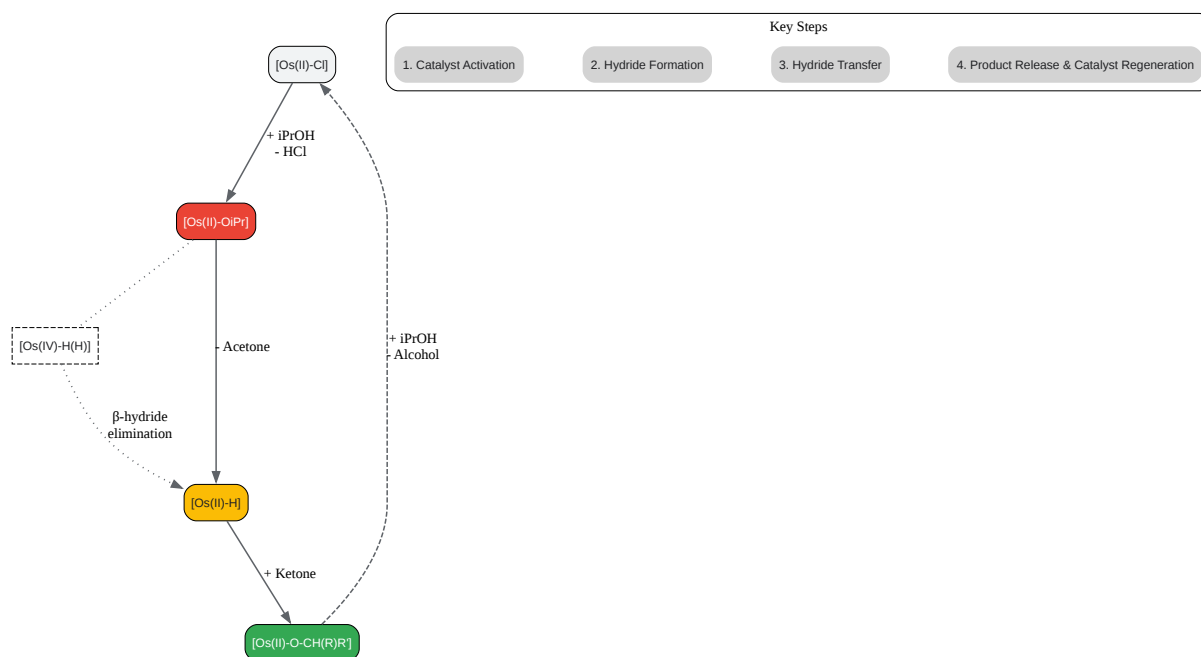 Key Steps
1. Catalyst Activation
2. Hydride Formation
3. Hydride Transfer
4. Product Release & Catalyst Regeneration
[Os(II)-Cl]
+ iPrOH
- HCl
[Os(II)-OiPr]
[Os(IV)-H(H)]
- Acetone
+ iPrOH
- Alcohol
β-hydride
elimination
[Os(II)-H]
+ Ketone
[Os(II)-O-CH(R)R']